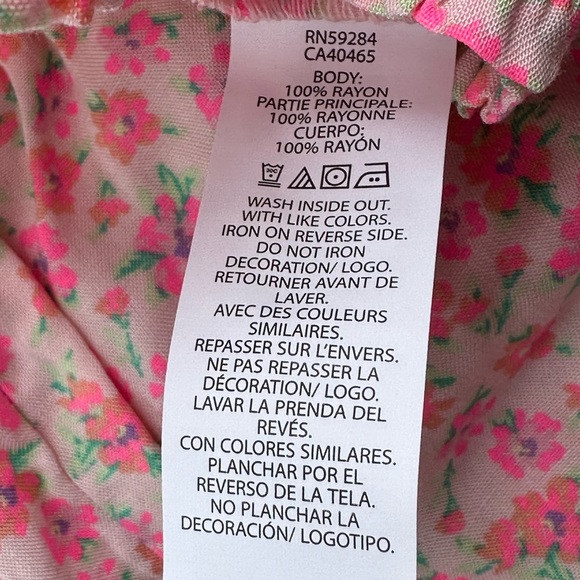 RN59284
CA40465
BODY:
100% RAYON
PARTIE PRINCIPALE:
100% RAYONNE
CUERPO:
100% RAYÓN
30C
WASH INSIDE OUT.
WITH LIKE COLORS.
IRON ON REVERSE SIDE.
DO NOT IRON
DECORATION/ LOGO.
RETOURNER AVANT DE
LAVER.
AVEC DES COULEURS
SIMILAIRES.
REPASSER SUR L'ENVERS.
NE PAS REPASSER LA
DÉCORATION/ LOGO.
LAVAR LA PRENDA DEL
REVÉS.
CON COLORES SIMILARES.
PLANCHAR POR EL
REVERSO DE LA TELA.
NO PLANCHAR LA
DECORACIÓN/ LOGOTIPO.